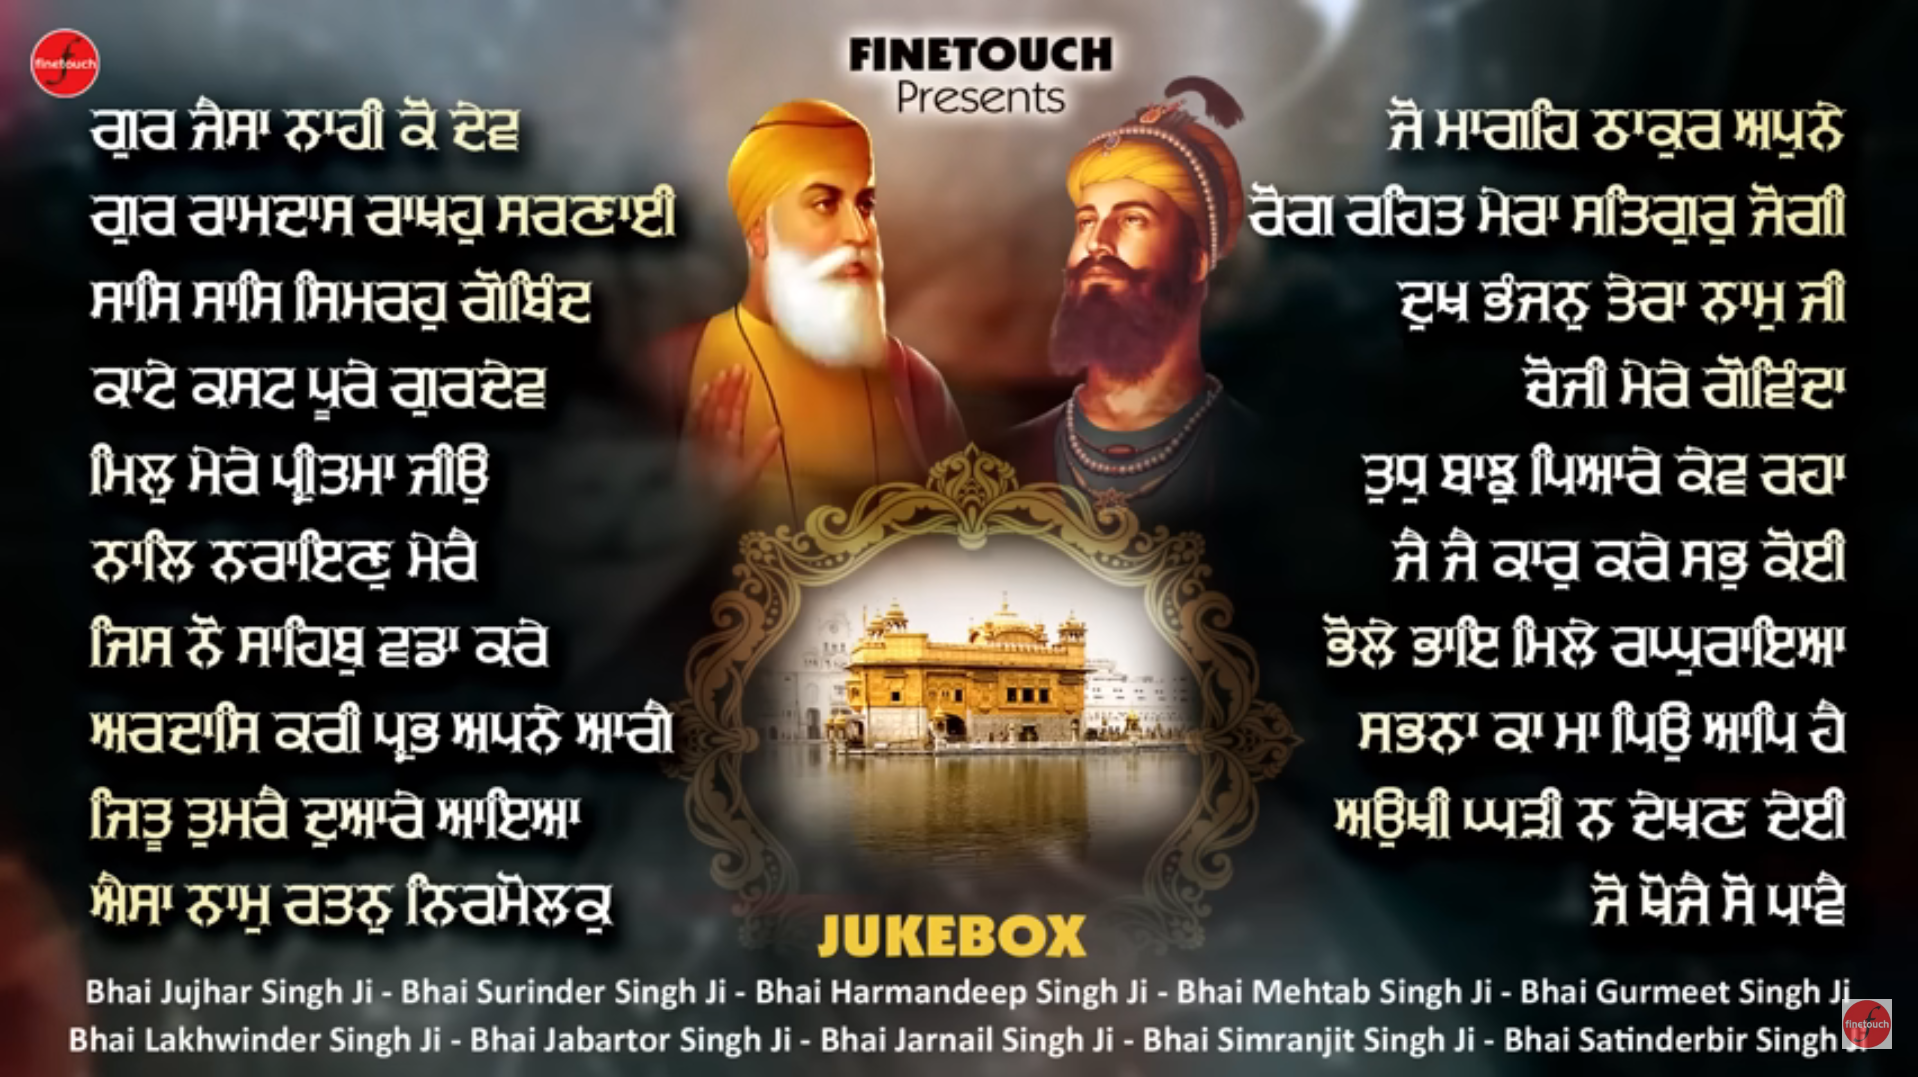 finetouch
FINETOUCH
Presents
ਗੁਰ ਜੈਸਾ ਨਾਹੀ ਕੋ ਦੇਵ
ਗੁਰ ਰਾਮਦਾਸ ਰਾਖਹੁ ਸਰਣਾਈ
ਸਾਸਿ ਸਾਸਿ ਸਿਮਰਹੁ ਗੋਬਿੰਦ
ਕਾਟੇ ਕਸਟ ਪੂਰੇ ਗੁਰਦੇਵ
ਮਿਲੁ ਮੇਰੇ ਪ੍ਰੀਤਮਾ ਜੀਉ
ਨਾਲਿ ਨਰਾਇਣੁ ਮੇਰੈ
ਜਿਸ ਨੋ ਸਾਹਿਬੁ ਵਡਾ ਕਰੇ
ਅਰਦਾਸਿ ਕਰੀ ਪ੍ਰਭ ਅਪਨੇ ਆਗੈ
ਜਿਤੂ ਤੁਮਰੈ ਦੁਆਰੇ ਆਇਆ
ਐਸਾ ਨਾਮੁ ਰਤਨੁ ਨਿਰਮੋਲਕੁ
ਜੋ ਮਾਗਹਿ ਠਾਕੁਰ ਅਪੁਨੇ
ਰੋਗ ਰਹਿਤ ਮੇਰਾ ਸਤਿਗੁਰੁ ਜੋਗੀ
ਦੁਖ ਭੰਜਨੁ ਤੇਰਾ ਨਾਮੁ ਜੀ
ਚੋਜੀ ਮੇਰੇ ਗੋਵਿੰਦਾ
ਤੁਧੁ ਬਾਝੁ ਪਿਆਰੇ ਕੇਵ ਰਹਾ
ਜੈ ਜੈ ਕਾਰੁ ਕਰੇ ਸਭੁ ਕੋਈ
ਭੋਲੇ ਭਾਇ ਮਿਲੇ ਰਘੁਰਾਇਆ
ਸਭਨਾ ਕਾ ਮਾ ਪਿਉ ਆਪਿ ਹੈ
ਅਉਖੀ ਘੜੀ ਨ ਦੇਖਣ ਦੇਈ
ਜੋ ਖੋਜੈ ਸੋ ਪਾਵੈ
JUKEBOX
Bhai Jujhar Singh Ji - Bhai Surinder Singh Ji - Bhai Harmandeep Singh Ji - Bhai Mehtab Singh Ji - Bhai Gurmeet Singh Ji
Bhai Lakhwinder Singh Ji - Bhai Jabartor Singh Ji - Bhai Jarnail Singh Ji - Bhai Simranjit Singh Ji - Bhai Satinderbir Singh Ji
finetouch